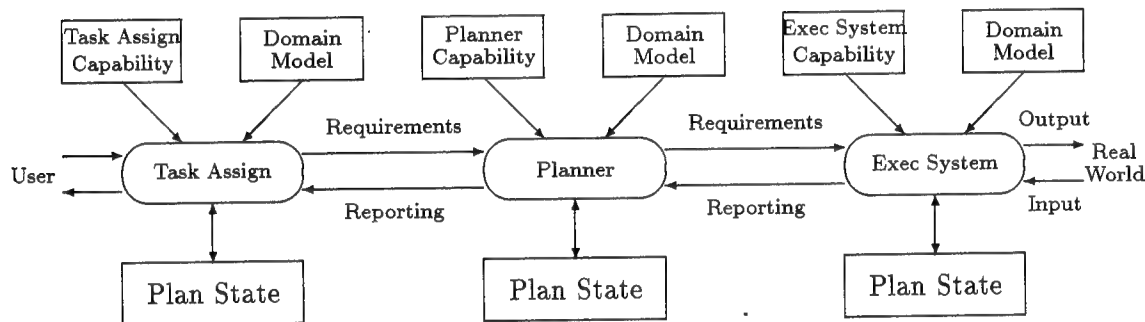 Task Assign
Capability
Domain
Model
Planner
Capability
Domain
Model
Exec System
Capability
Domain
Model
Requirements
Requirements
Output
User
Task Assign
Planner
Exec System
Real
World
Reporting
Reporting
Input
Plan State
Plan State
Plan State